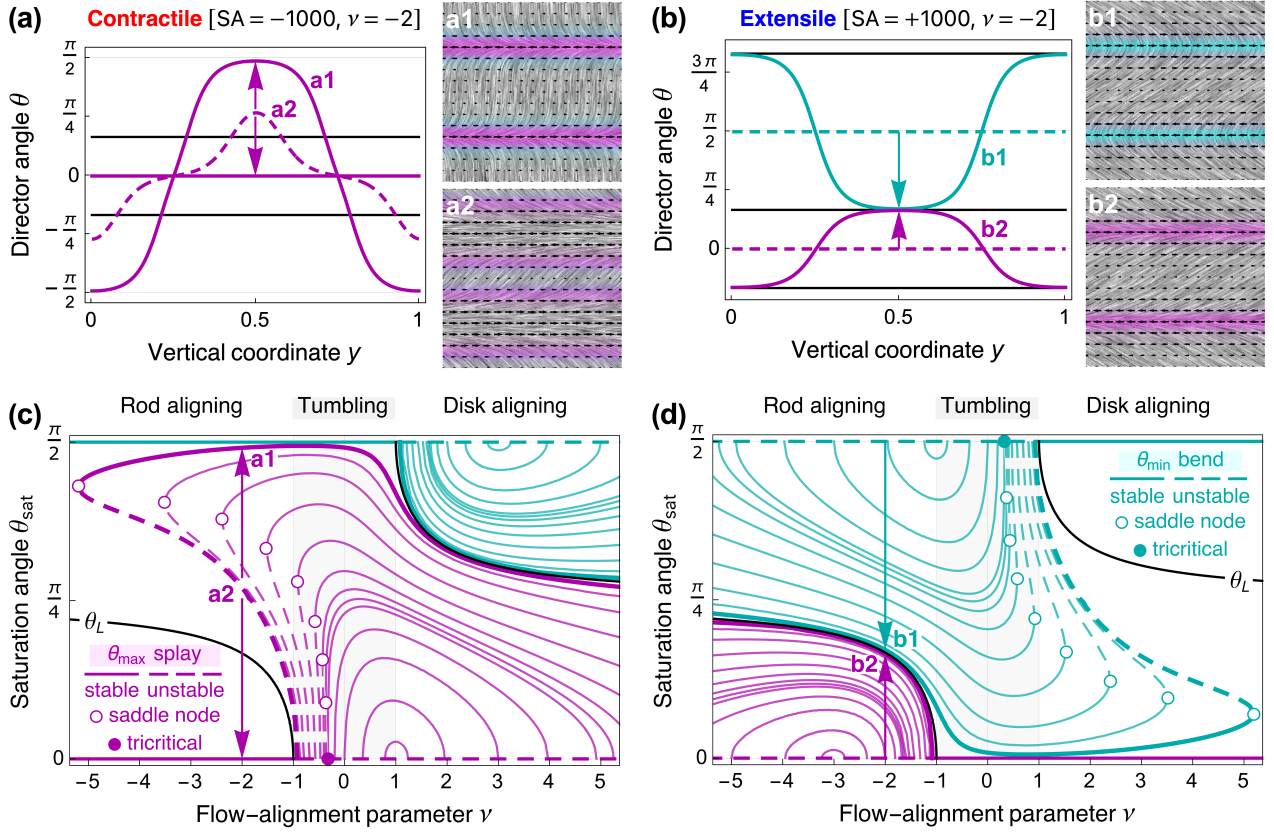 (a)
Contractile [SA = −1000, ν = −2]
Director angle θ
π/2
π/4
0
−π/4
−π/2
a1
a2
0
0.5
1
Vertical coordinate y
a1
a2
(b)
Extensile [SA = +1000, ν = −2]
Director angle θ
3π/4
π/2
π/4
0
b1
b2
0
0.5
1
Vertical coordinate y
b1
b2
(c)
Rod aligning
Tumbling
Disk aligning
Saturation angle θsat
π/2
π/4
0
a1
a2
θL
θmax splay
stable unstable
saddle node
tricritical
−5 −4 −3 −2 −1 0 1 2 3 4 5
Flow−alignment parameter ν
(d)
Rod aligning
Tumbling
Disk aligning
Saturation angle θsat
π/2
π/4
0
θmin bend
stable unstable
saddle node
tricritical
θL
b1
b2
−5 −4 −3 −2 −1 0 1 2 3 4 5
Flow−alignment parameter ν